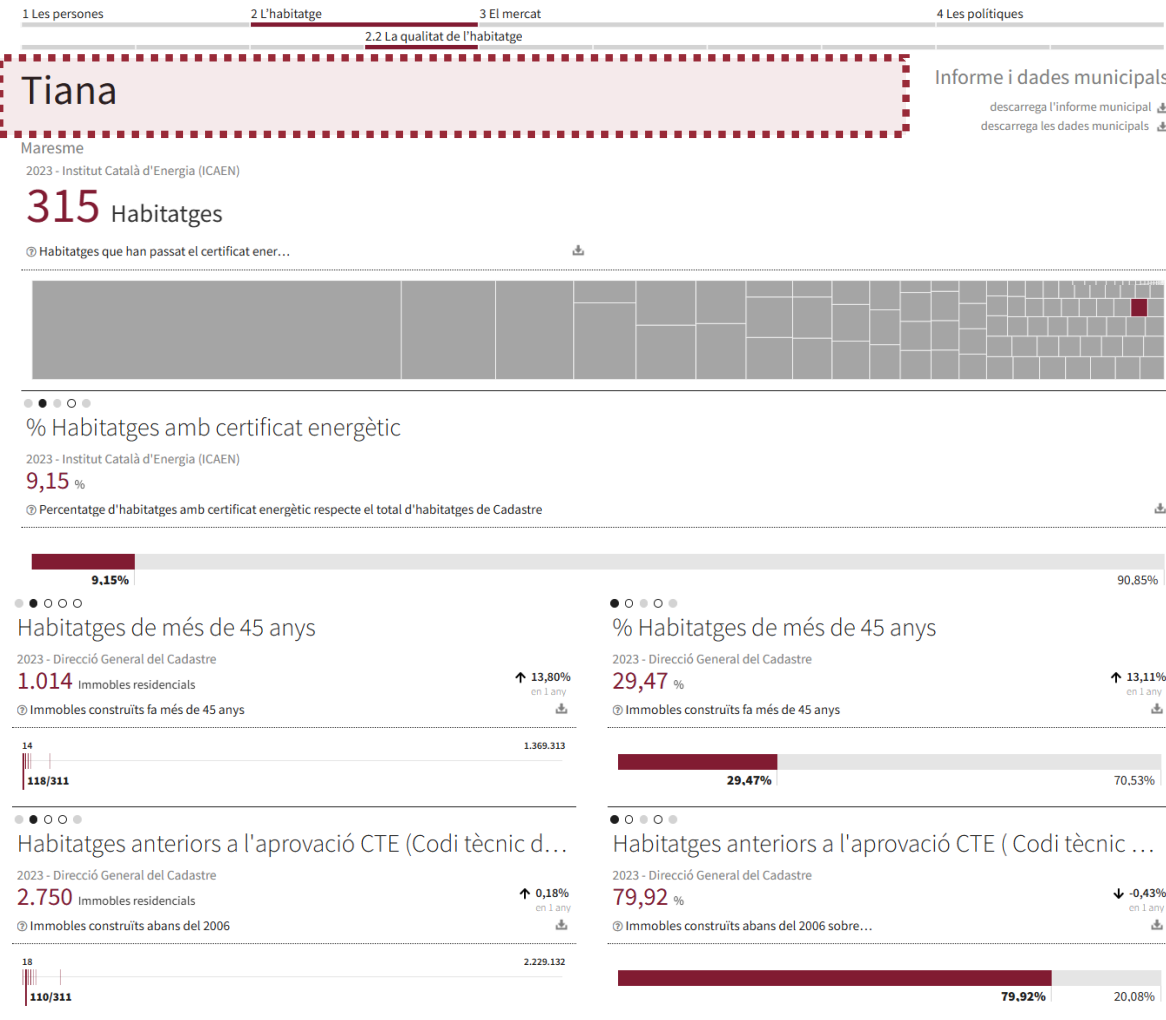 1 Les persones
2 L'habitatge
3 El mercat
4 Les polítiques
2.2 La qualitat de l'habitatge
Tiana
Informe i dades municipals
descarrega l'informe municipal
descarrega les dades municipals
Maresme
2023 - Institut Català d'Energia (ICAEN)
315 Habitatges
Habitatges que han passat el certificat ener…
% Habitatges amb certificat energètic
2023 - Institut Català d'Energia (ICAEN)
9,15 %
Percentatge d'habitatges amb certificat energètic respecte el total d'habitatges de Cadastre
9,15%
90,85%
Habitatges de més de 45 anys
2023 - Direcció General del Cadastre
1.014 Immobles residencials
13,80%
en 1 any
Immobles construïts fa més de 45 anys
14
1.369.313
118/311
% Habitatges de més de 45 anys
2023 - Direcció General del Cadastre
29,47 %
13,11%
en 1 any
Immobles construïts fa més de 45 anys
29,47%
70,53%
Habitatges anteriors a l'aprovació CTE (Codi tècnic d…
2023 - Direcció General del Cadastre
2.750 Immobles residencials
0,18%
en 1 any
Immobles construïts abans del 2006
18
2.229.132
110/311
Habitatges anteriors a l'aprovació CTE ( Codi tècnic …
2023 - Direcció General del Cadastre
79,92 %
-0,43%
en 1 any
Immobles construïts abans del 2006 sobre…
79,92%
20,08%